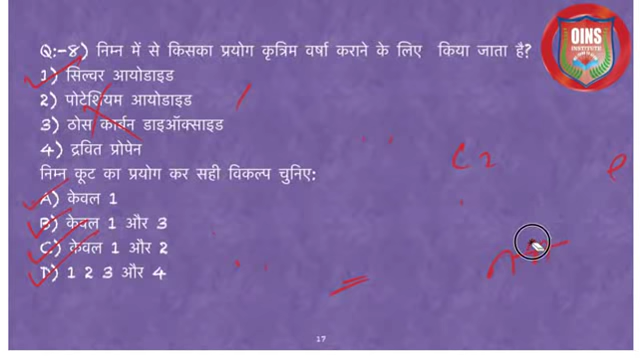 OINS
INSTITUTE
Q:-8) निम्न में से किसका प्रयोग कृत्रिम वर्षा कराने के लिए किया जाता है?
1) सिल्वर आयोडाइड
2) पोटेशियम आयोडाइड
3) ठोस कार्बन डाइऑक्साइड
4) द्रवित प्रोपेन
निम्न कूट का प्रयोग कर सही विकल्प चुनिए:
A) केवल 1
B) केवल 1 और 3
C) केवल 1 और 2
D) 1 2 3 और 4
17